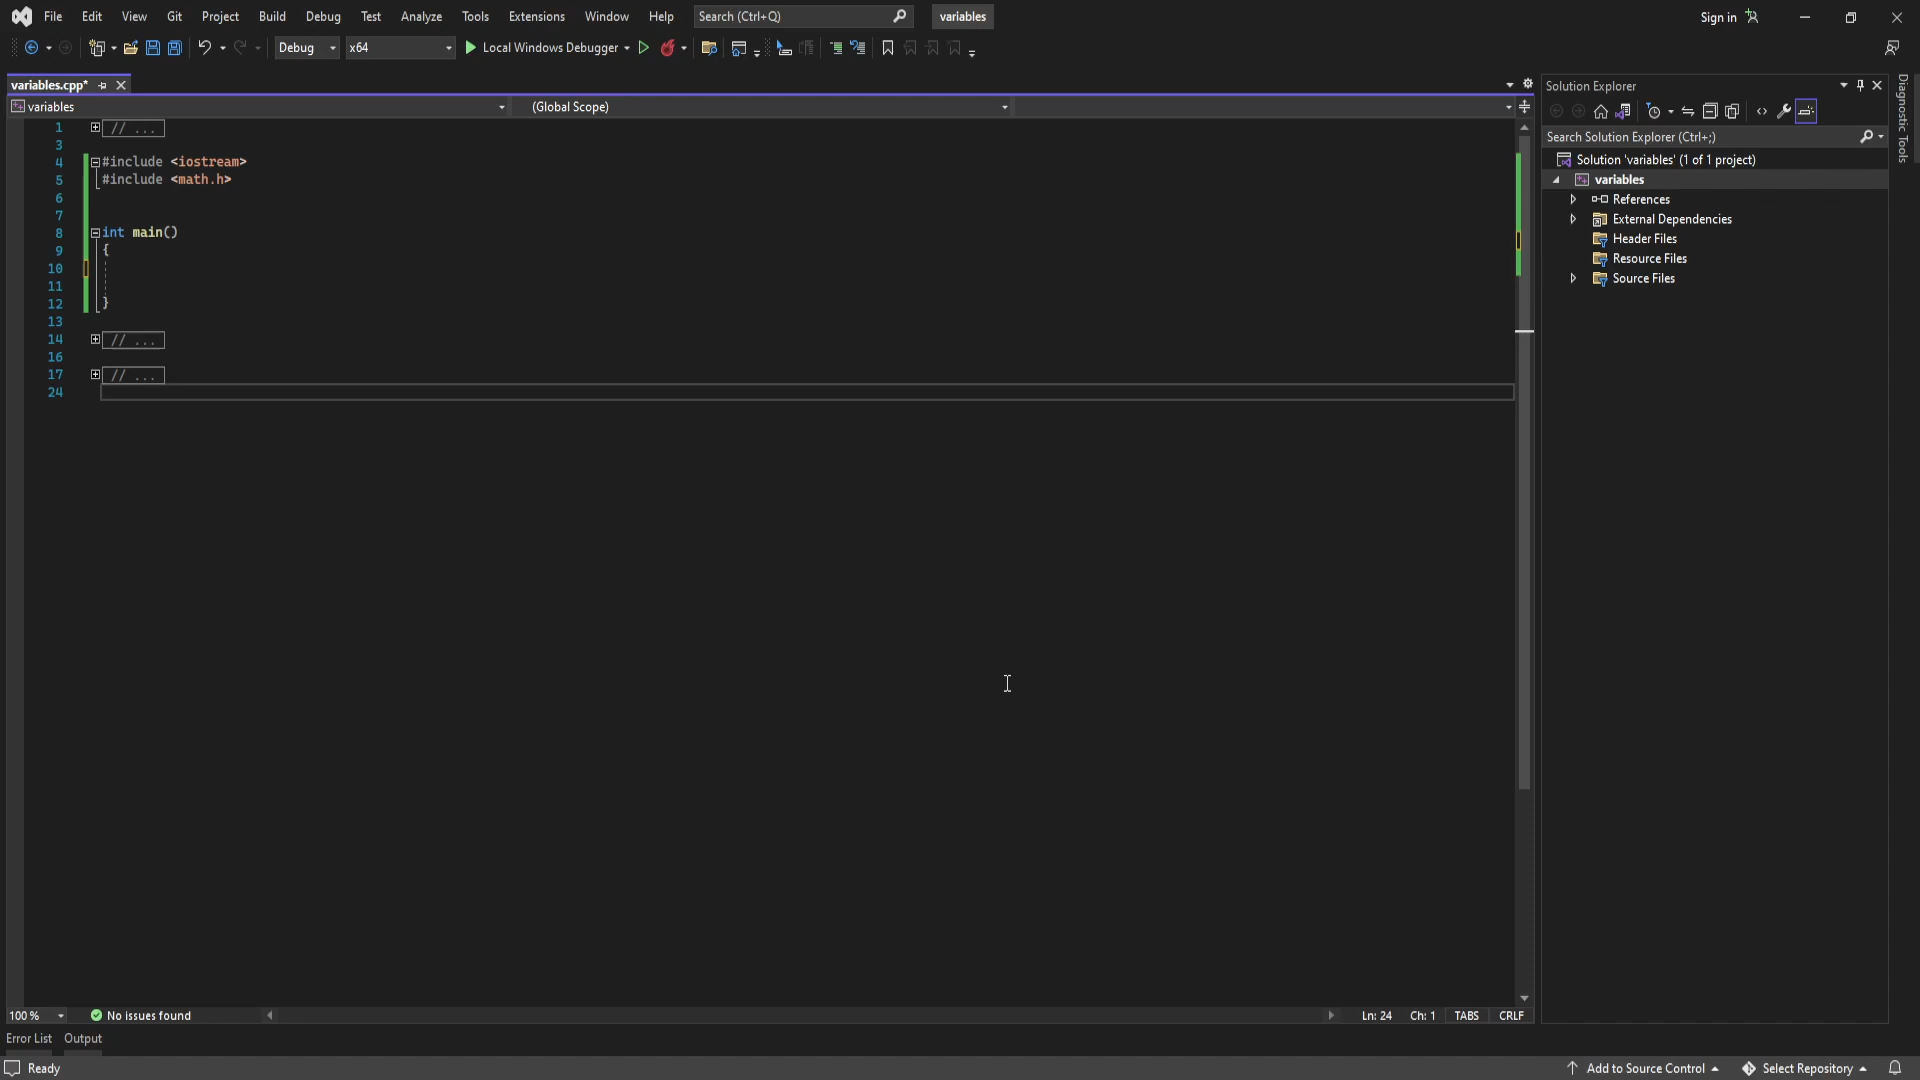 File Edit View Git Project Build Debug Test Analyze Tools Extensions Window Help Search (Ctrl+Q) variables Sign in
Debug x64 Local Windows Debugger
variables.cpp*
variables (Global Scope)
1 // ...
3
4 #include <iostream>
5 #include <math.h>
6
7
8 int main()
9 {
10
11
12 }
13
14 // ...
16
17 // ...
24
100 % No issues found Ln: 24 Ch: 1 TABS CRLF
Error List Output
Ready Add to Source Control Select Repository
Solution Explorer
Search Solution Explorer (Ctrl+;)
Solution 'variables' (1 of 1 project)
variables
References
External Dependencies
Header Files
Resource Files
Source Files
Diagnostic Tools